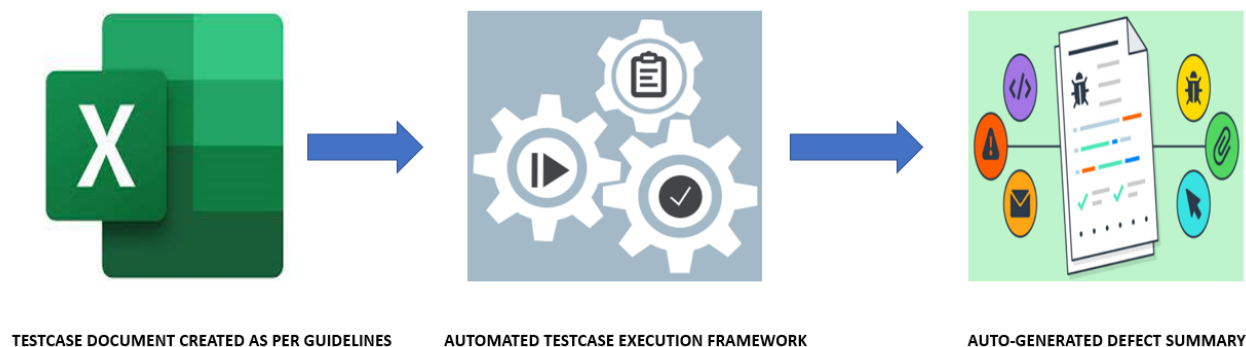 X
</>
TESTCASE DOCUMENT CREATED AS PER GUIDELINES
AUTOMATED TESTCASE EXECUTION FRAMEWORK
AUTO-GENERATED DEFECT SUMMARY